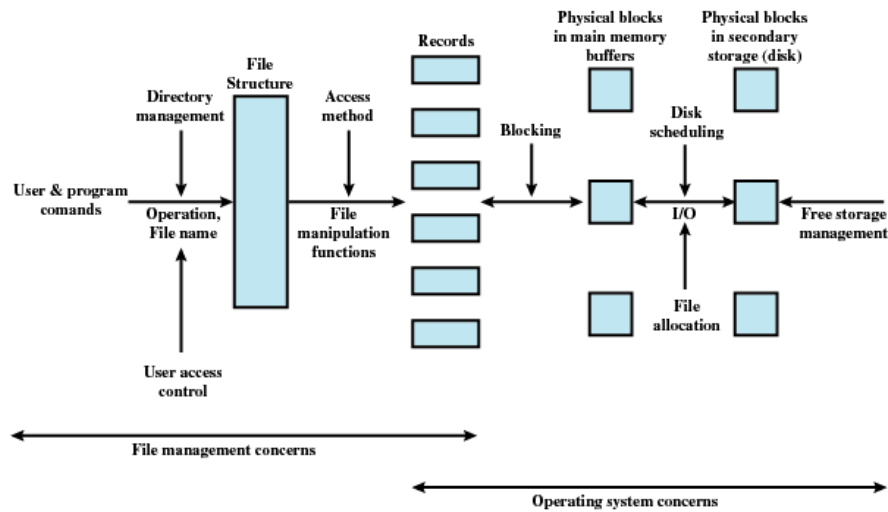 Physical blocks
in main memory
buffers
Physical blocks
in secondary
storage (disk)
Records
File
Structure
Directory
management
Access
method
Blocking
Disk
scheduling
User & program
comands
Operation,
File name
File
manipulation
functions
I/O
Free storage
management
File
allocation
User access
control
File management concerns
Operating system concerns